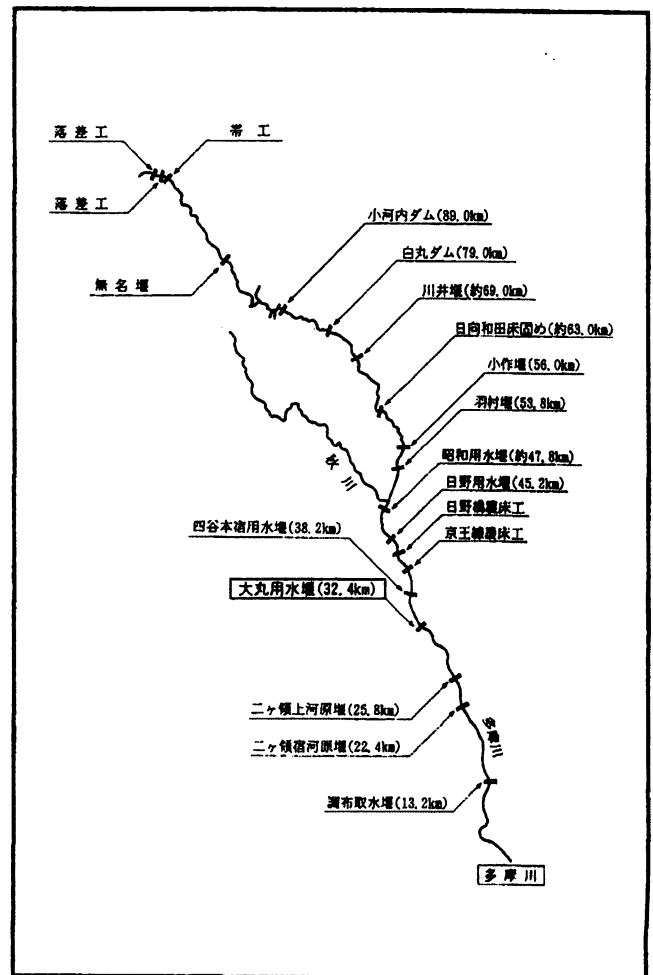 落差工
帯工
落差工
小河内ダム(89.0km)
白丸ダム(79.0km)
無名堰
川井堰(約69.0km)
日向和田床固め(約63.0km)
小作堰(56.0km)
羽村堰(53.8km)
秋川
昭和用水堰(約47.8km)
日野用水堰(45.2km)
日野橋護床工
四谷本宿用水堰(38.2km)
京王線護床工
大丸用水堰(32.4km)
二ヶ領上河原堰(25.8km)
多摩川
二ヶ領宿河原堰(22.4km)
調布取水堰(13.2km)
多摩川